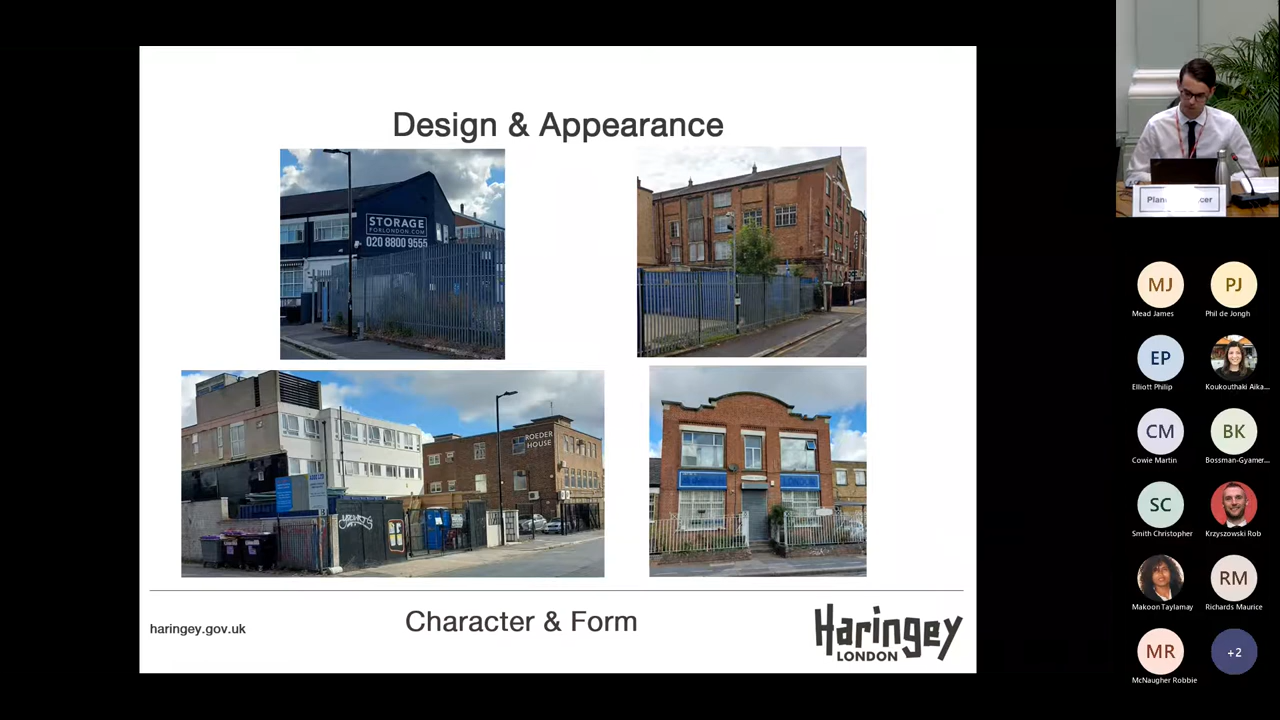 Design & Appearance
STORAGE
FORLONDON.COM
020 8800 9555
ROEDER
HOUSE
Character & Form
haringey.gov.uk
Haringey
LONDON
MJ
Mead James
PJ
Phil de Jongh
EP
Elliott Philip
Koukouthaki Aika...
CM
Cowie Martin
BK
Bossman-Gyamer...
SC
Smith Christopher
Krzyszowski Rob
Makoon Taylamay
RM
Richards Maurice
MR
McNaugher Robbie
+2